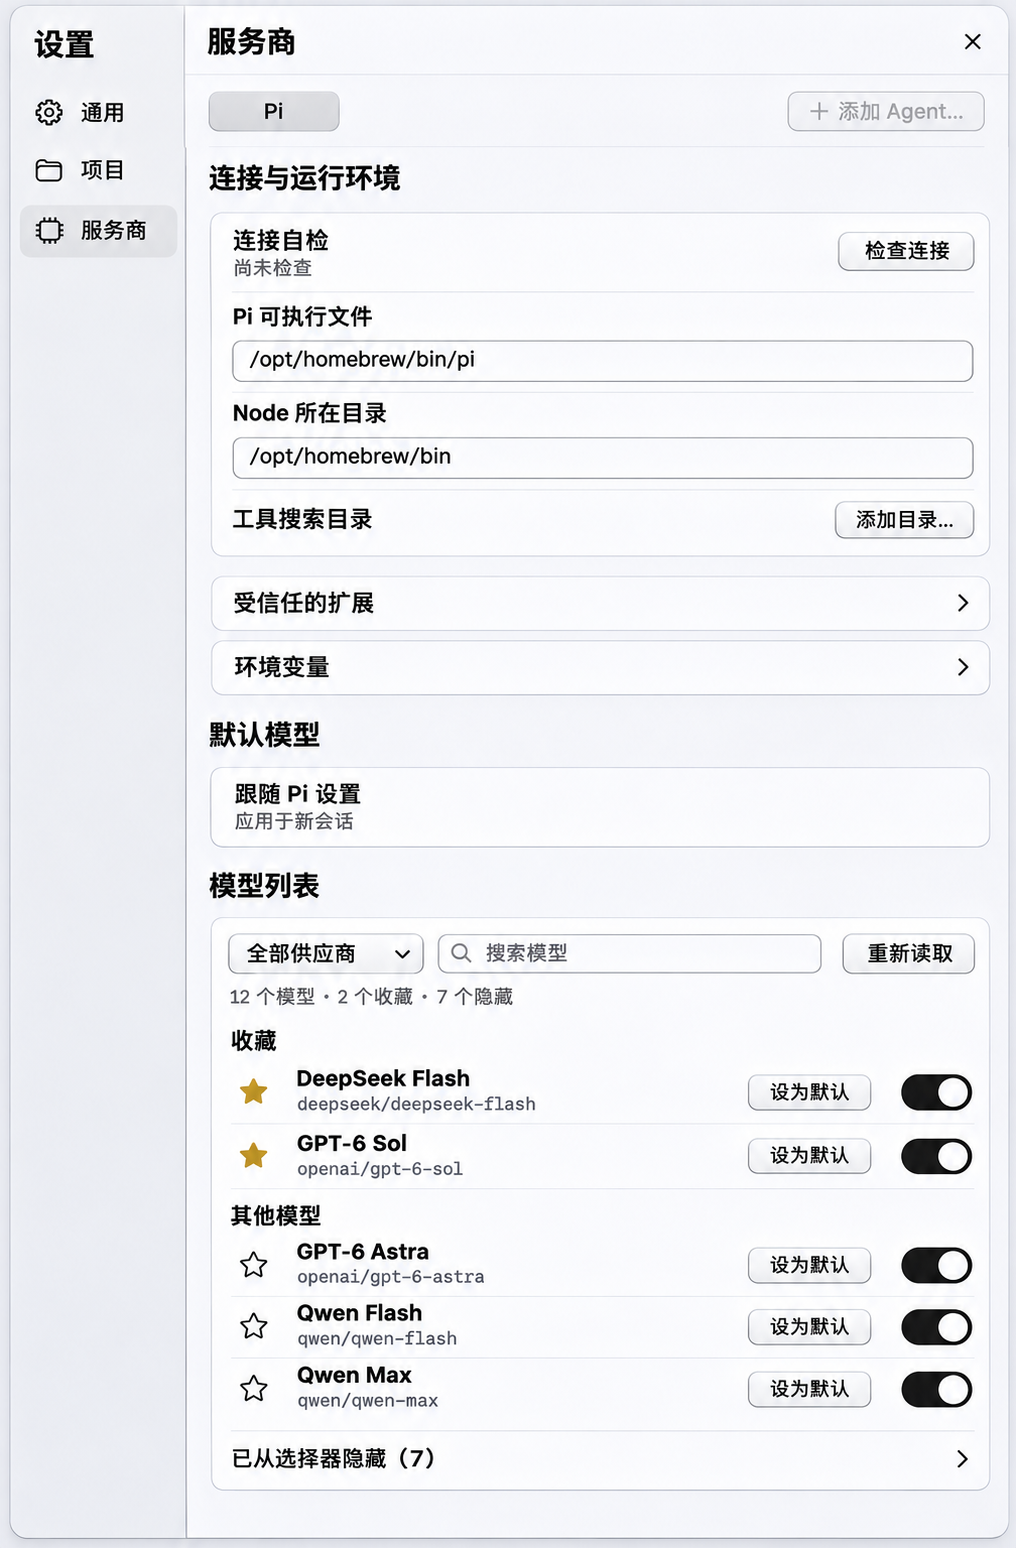 设置
通用
项目
服务商
服务商
Pi
添加 Agent...
连接与运行环境
连接自检
尚未检查
检查连接
Pi 可执行文件
/opt/homebrew/bin/pi
Node 所在目录
/opt/homebrew/bin
工具搜索目录
添加目录...
受信任的扩展
环境变量
默认模型
跟随 Pi 设置
应用于新会话
模型列表
全部供应商
搜索模型
重新读取
12 个模型 · 2 个收藏 · 7 个隐藏
收藏
DeepSeek Flash
deepseek/deepseek-flash
设为默认
GPT-6 Sol
openai/gpt-6-sol
设为默认
其他模型
GPT-6 Astra
openai/gpt-6-astra
设为默认
Qwen Flash
qwen/qwen-flash
设为默认
Qwen Max
qwen/qwen-max
设为默认
已从选择器隐藏（7）